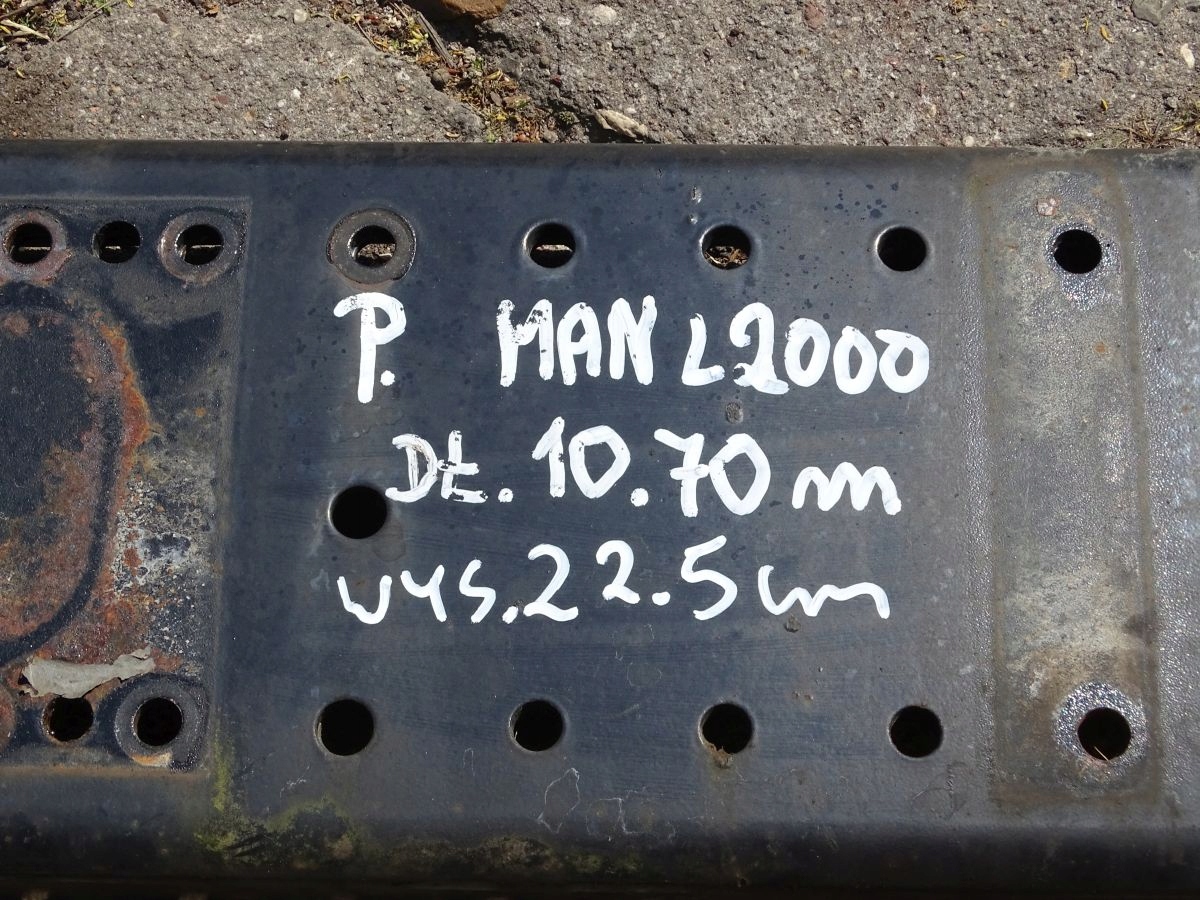 P. MAN L2000
Dł. 10.70 m
wys. 22.5 cm